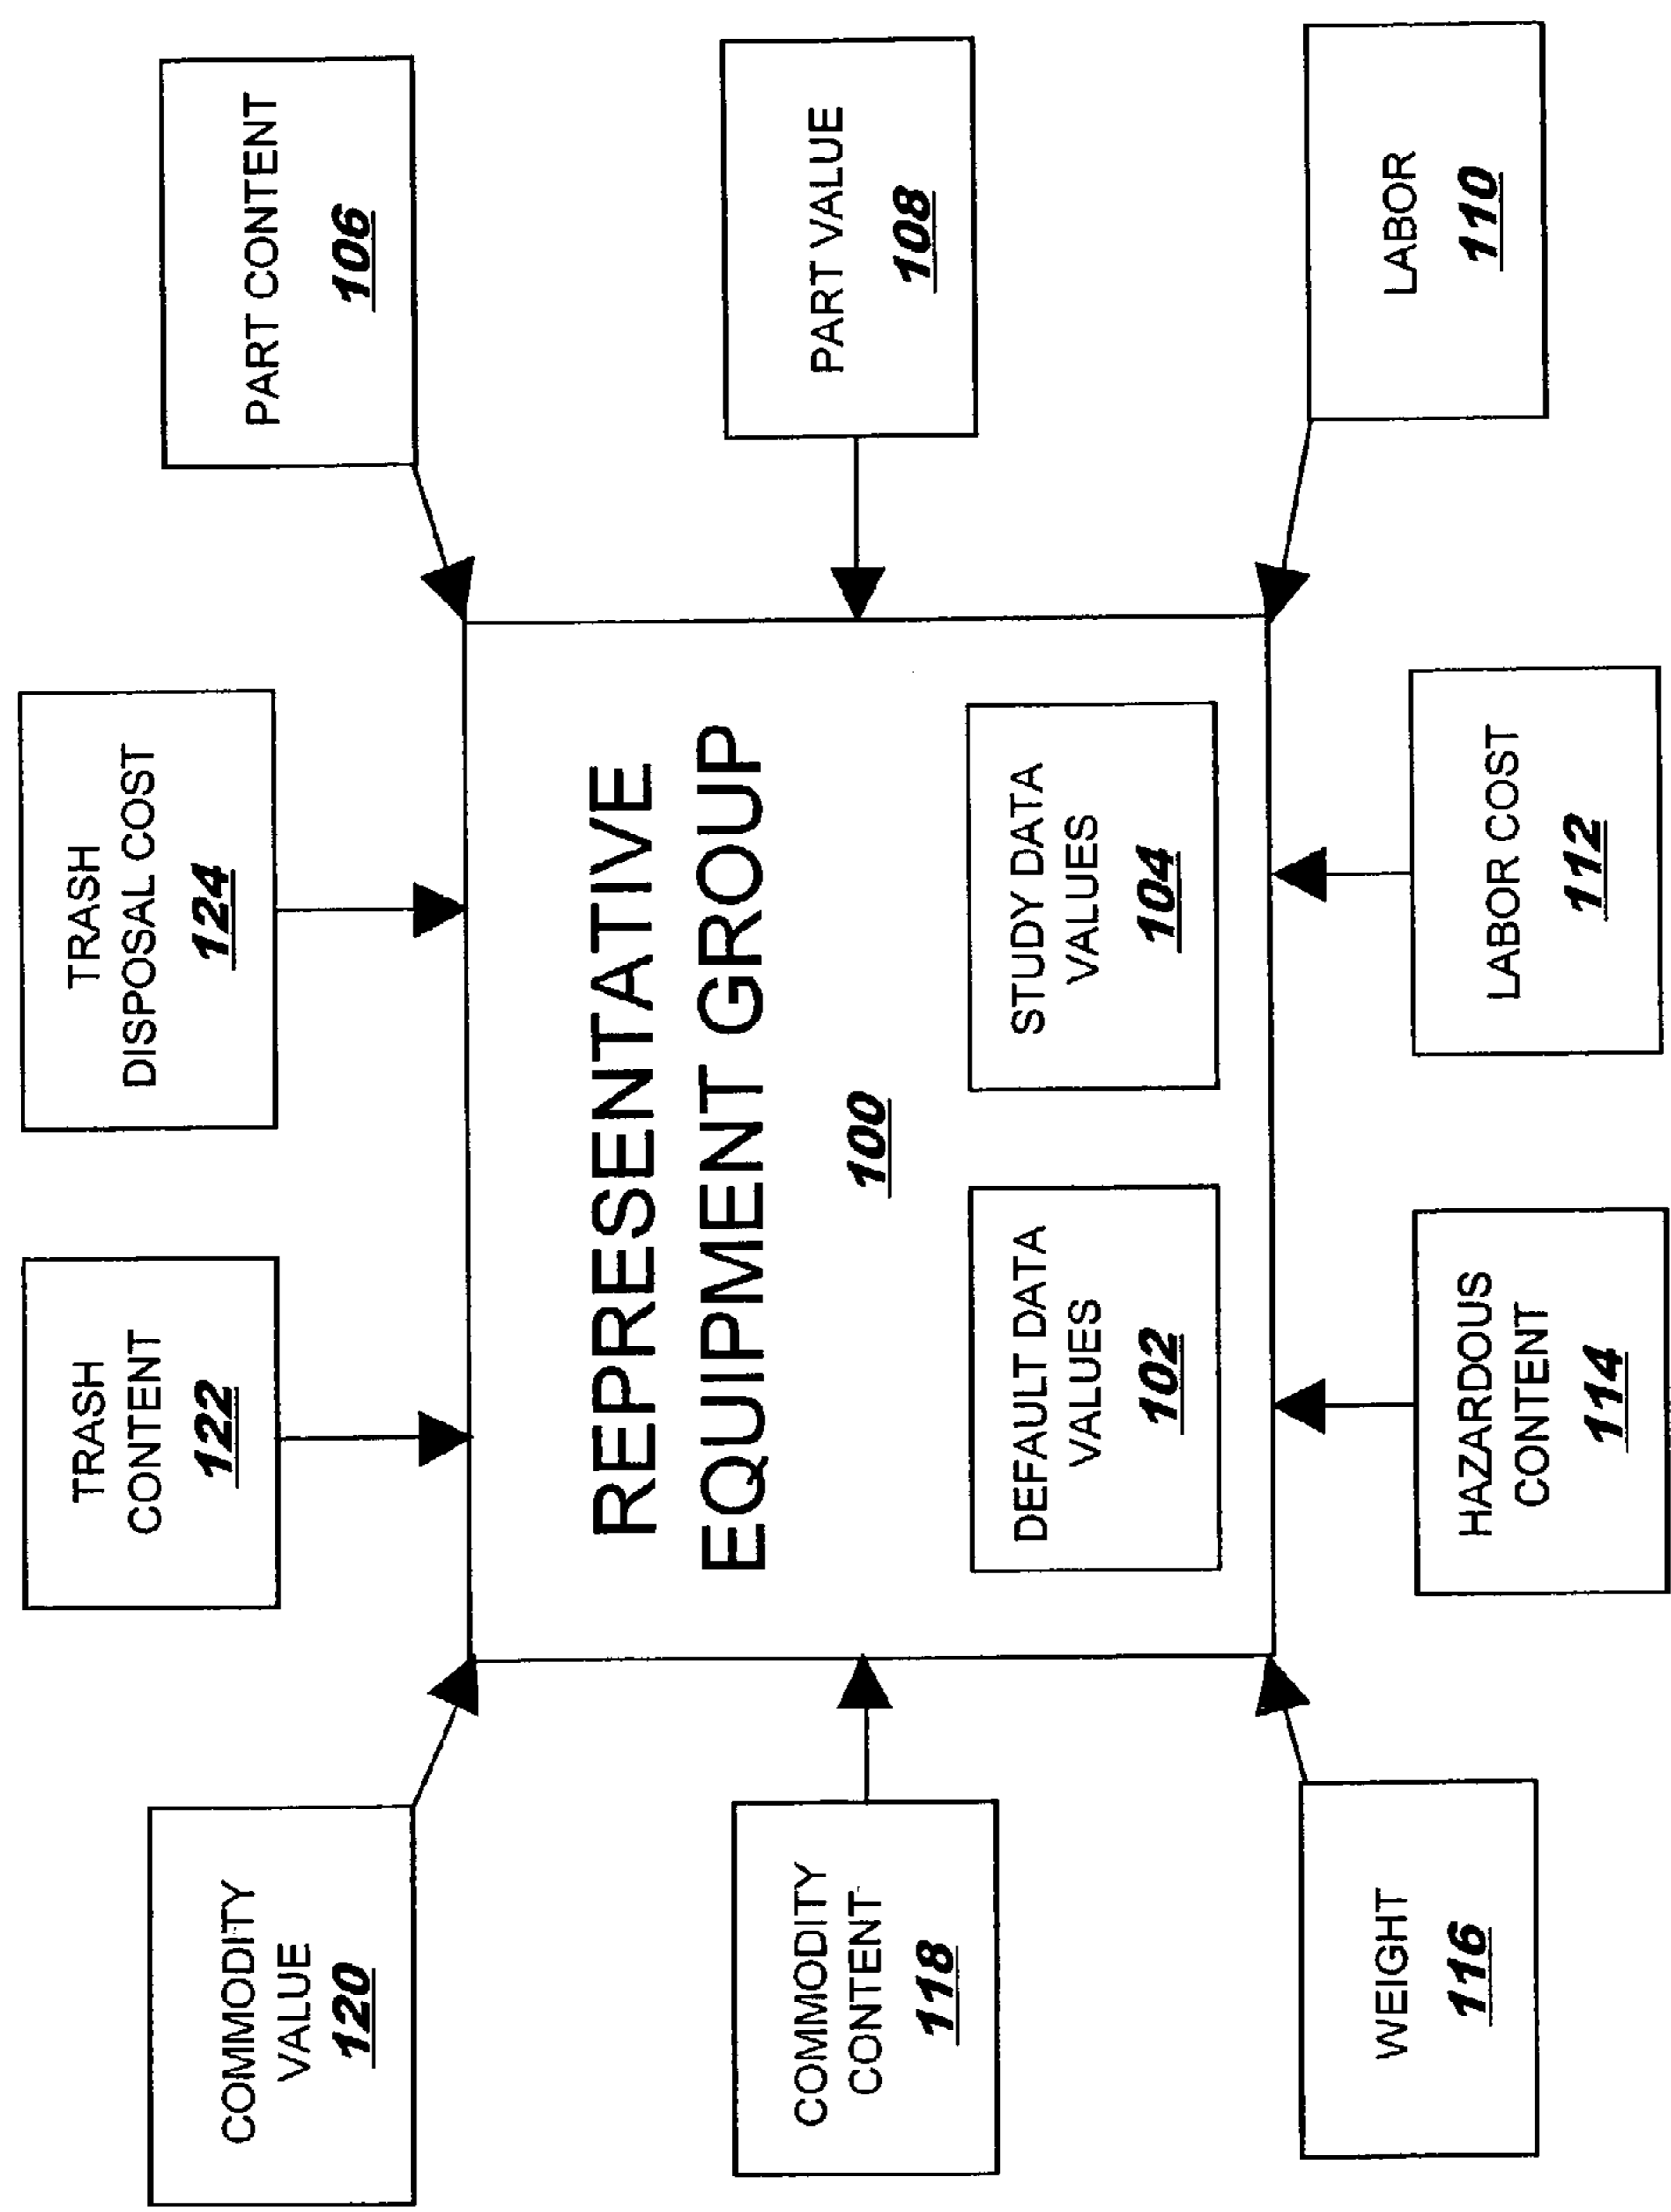 COMMODITY
VALUE
120
TRASH
CONTENT
122
TRASH
DISPOSAL COST
124
PART CONTENT
106
COMMODITY
CONTENT
118
REPRESENTATIVE
EQUIPMENT GROUP
100
DEFAULT DATA
VALUES
102
STUDY DATA
VALUES
104
PART VALUE
108
WEIGHT
116
HAZARDOUS
CONTENT
114
LABOR COST
112
LABOR
110